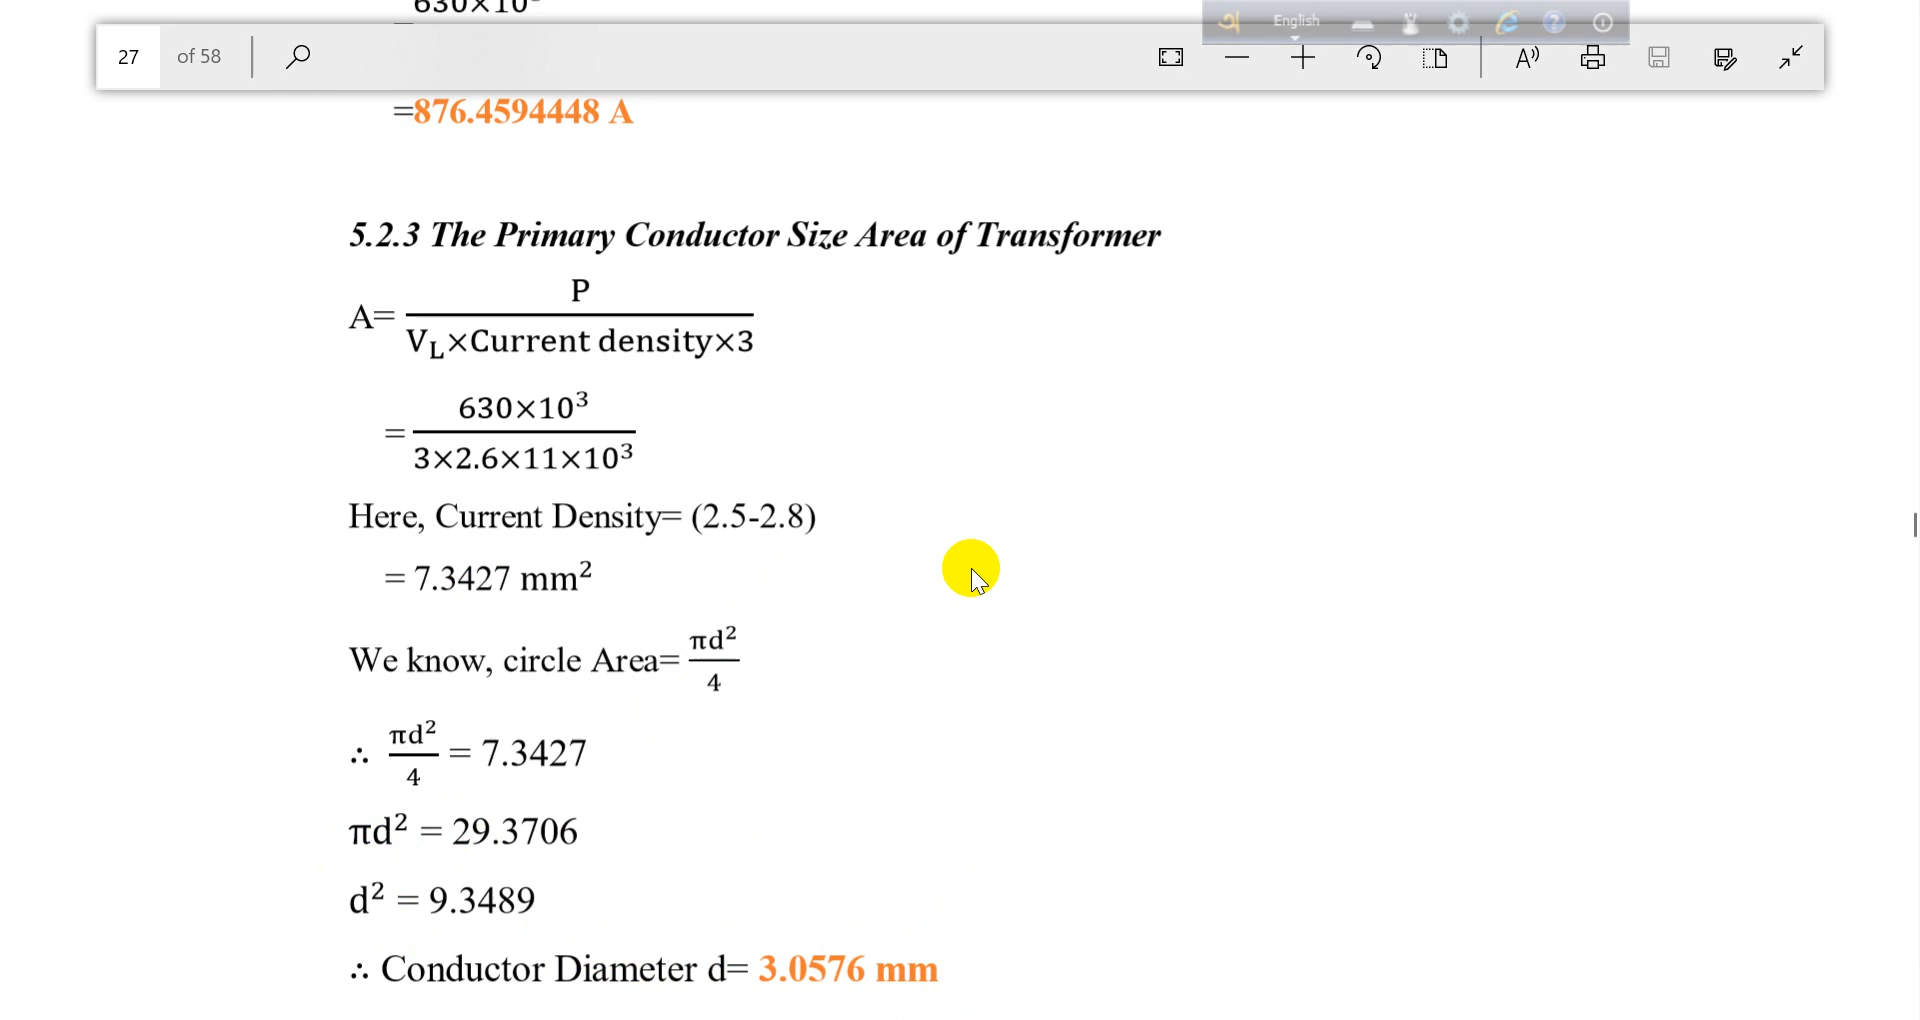 630×10³
English
27 of 58
=876.4594448 A
5.2.3 The Primary Conductor Size Area of Transformer
A= P
V_L×Current density×3
= 630×10³
3×2.6×11×10³
Here, Current Density= (2.5-2.8)
= 7.3427 mm²
We know, circle Area= πd²
4
∴ πd²
4 = 7.3427
πd² = 29.3706
d² = 9.3489
∴ Conductor Diameter d= 3.0576 mm